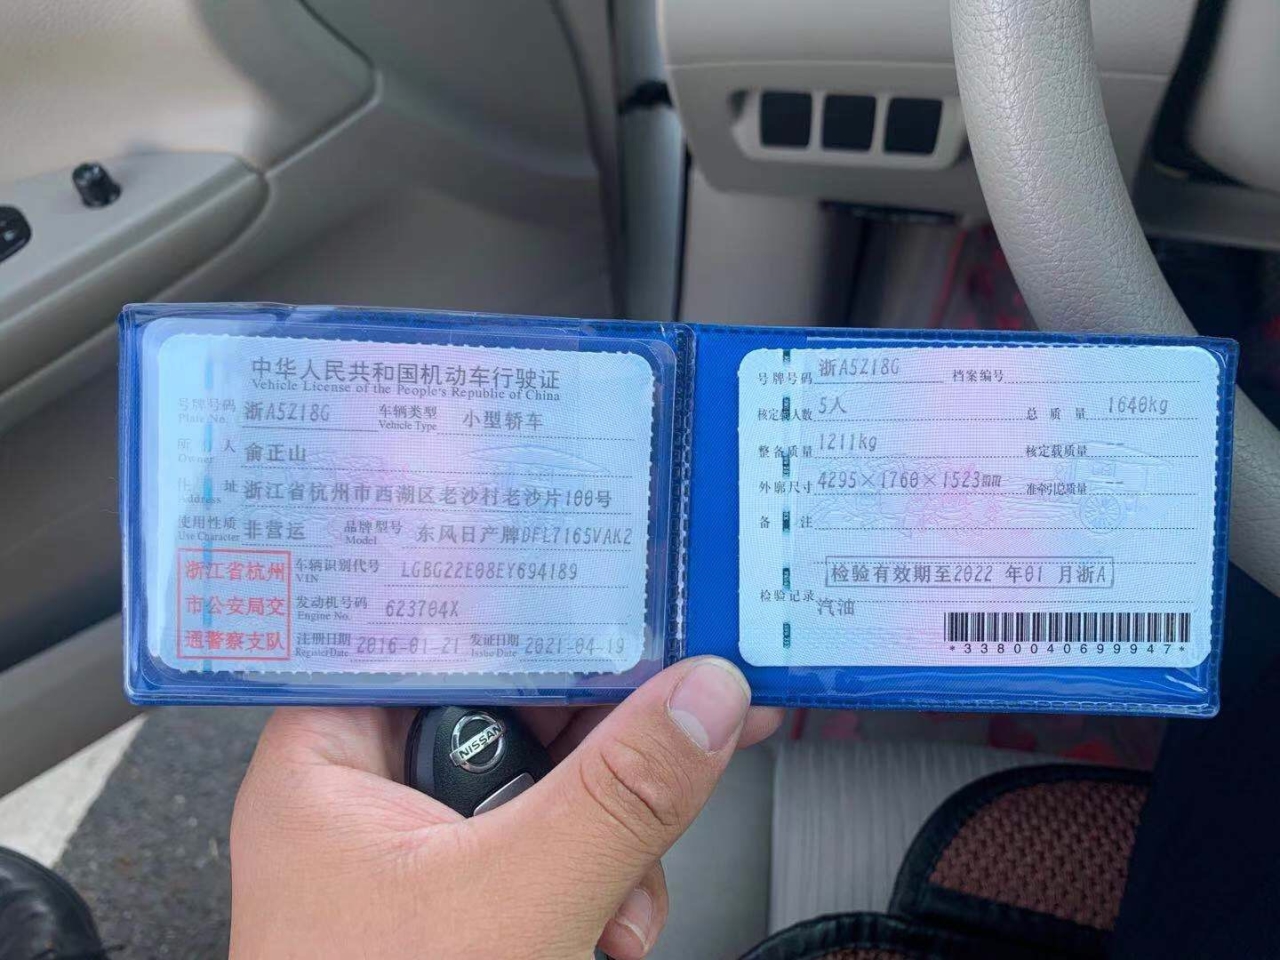 中华人民共和国机动车行驶证
Vehicle License of the People's Republic of China
号牌号码 浙A5Z18G 车辆类型 小型轿车
Plate No. Vehicle Type
所有人 俞正山
Owner
住址 浙江省杭州市西湖区老沙村老沙片100号
Address
使用性质 非营运 品牌型号 东风日产牌DFL7165VAK2
Use Character Model
浙江省杭州
市公安局交
通警察支队
车辆识别代号 LGBG22E08EY694189
VIN
发动机号码 623704X
Engine No.
注册日期 2016-01-21 发证日期 2021-04-19
Register Date Issue Date
号牌号码 浙A5Z18G 档案编号
核定载人数 5人 总质量 1640kg
整备质量 1211kg 核定载质量 --
外廓尺寸 4295×1760×1523mm 准牵引总质量 --
备注
检验有效期至2022 年01 月浙A
检验记录
汽油
*3380040699947*
NISSAN